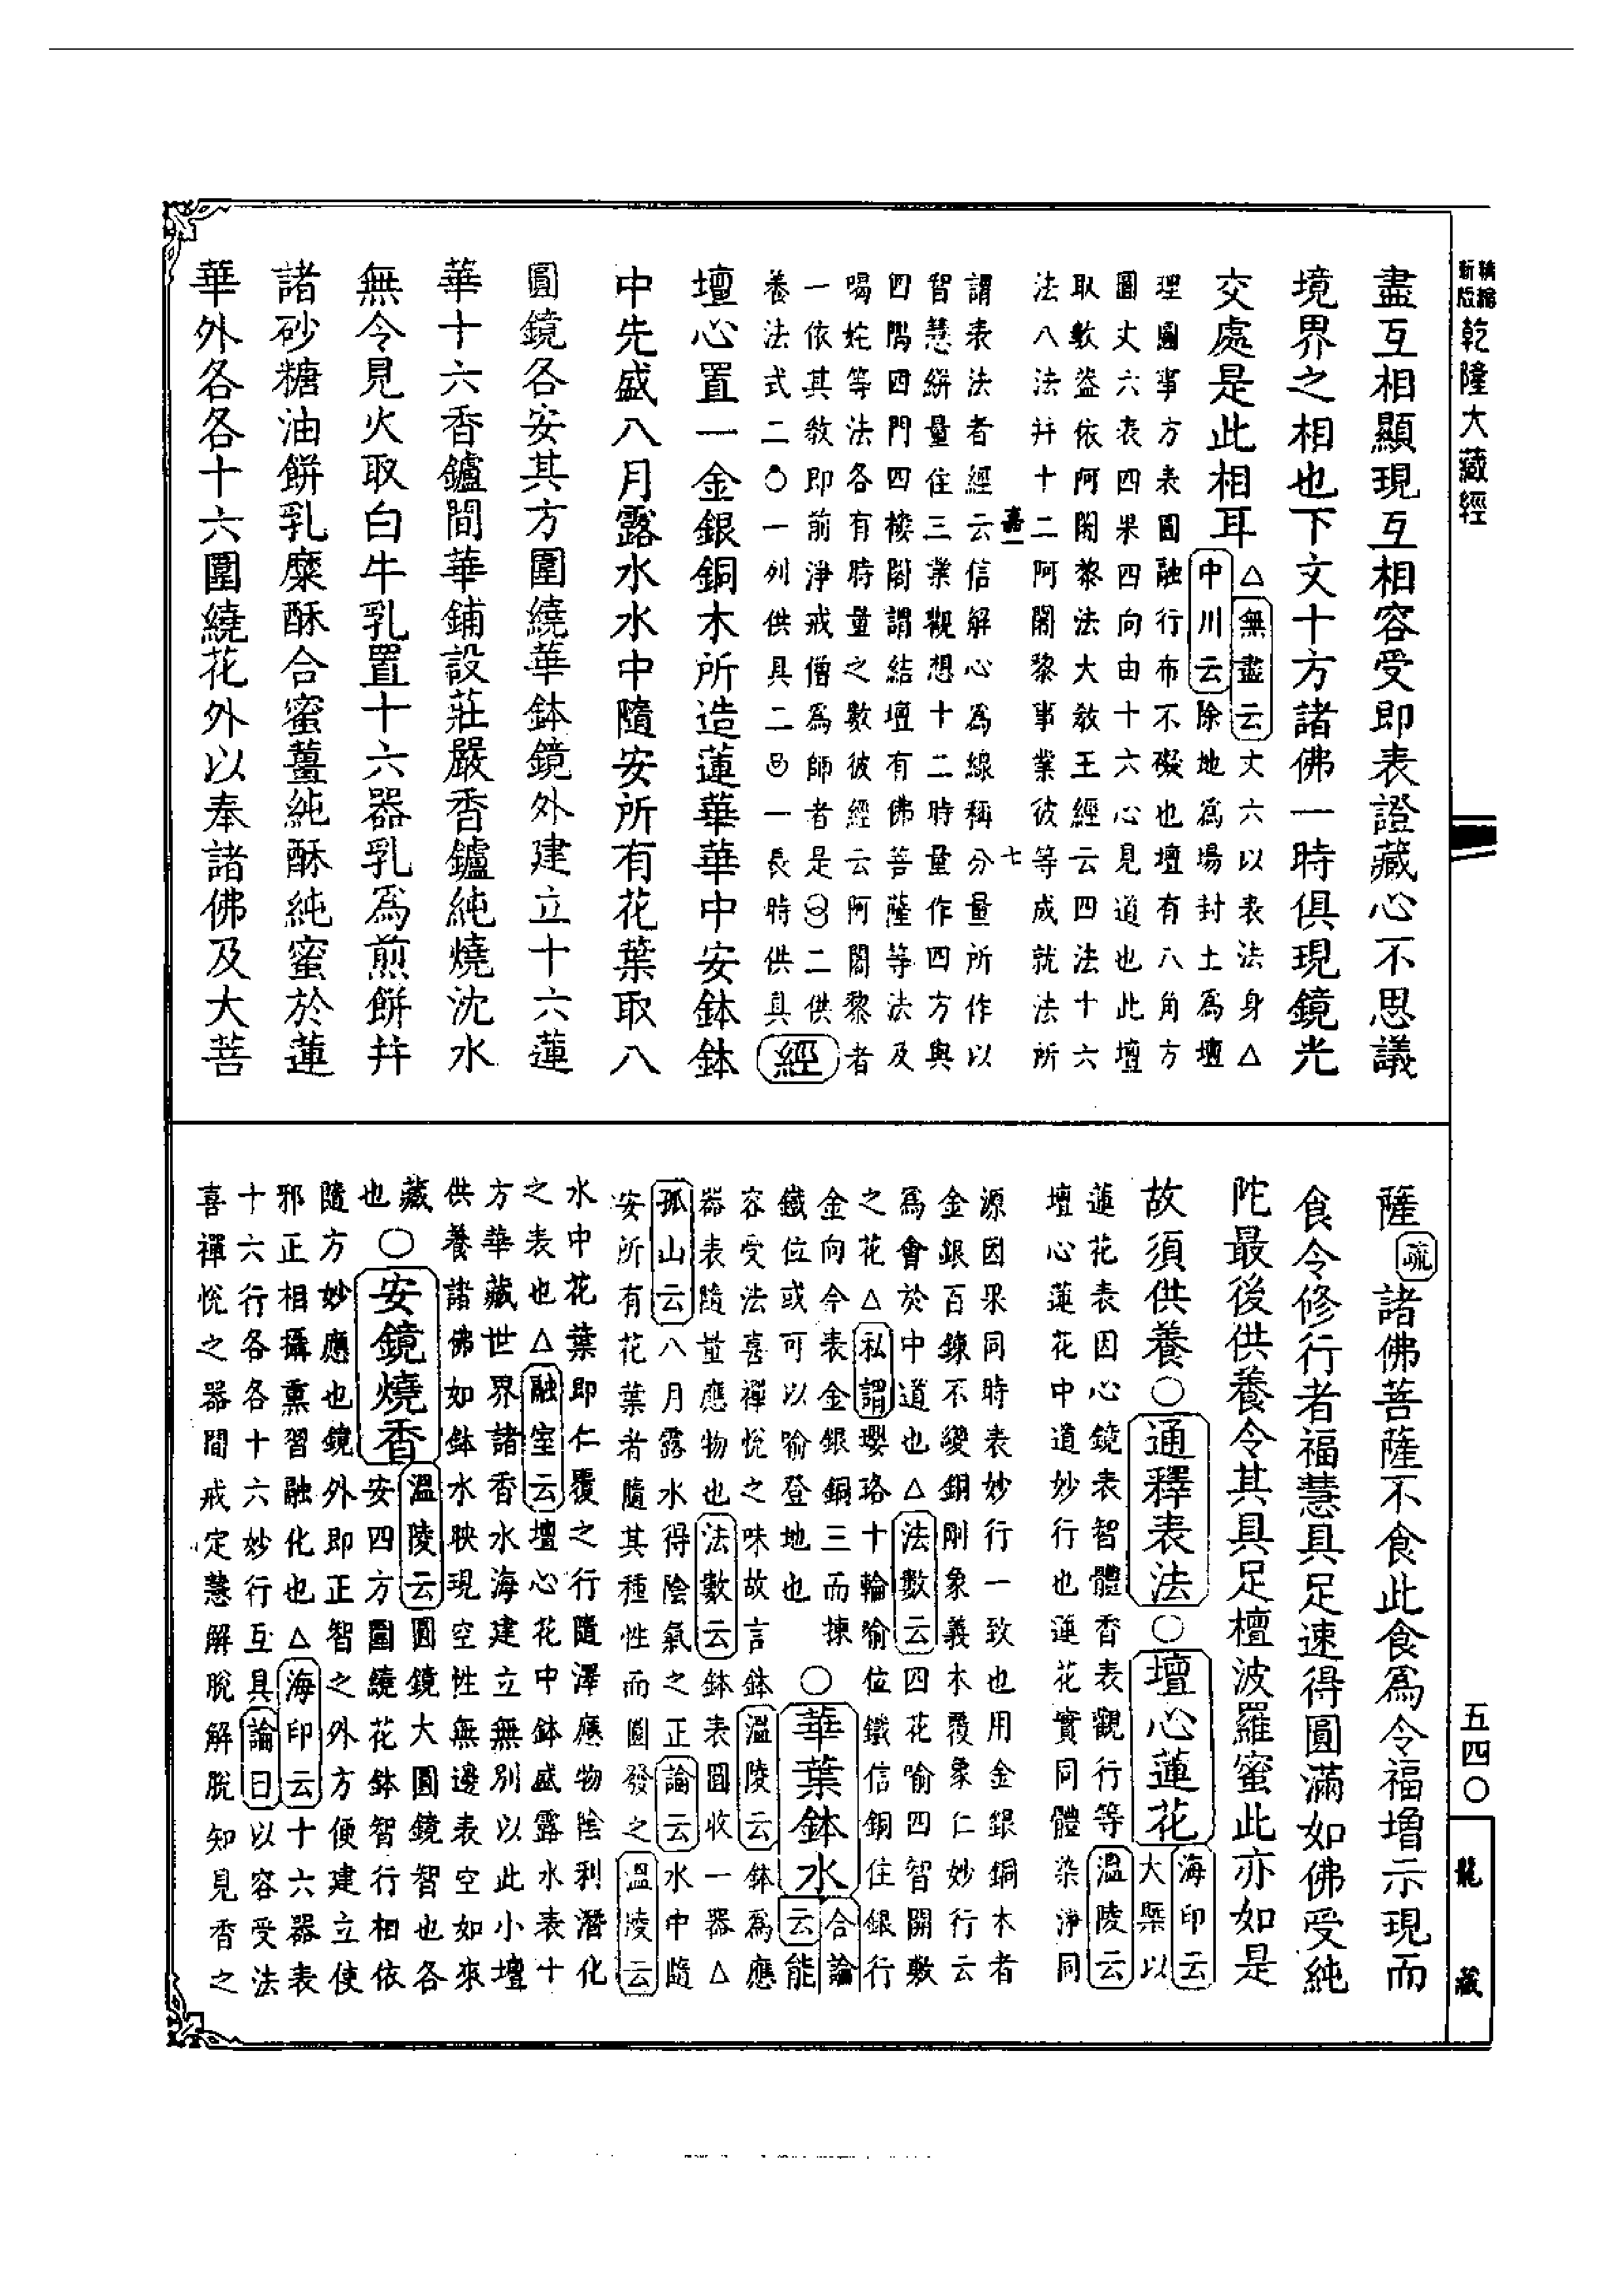 精縮新版乾隆大藏經
盡互相顯現互相容受即表證藏心不思議
境界之相也下文十方諸佛一時俱現鏡光
交處是此相耳
△無盡云丈六以表法身△
中川云除地為場封土為壇
理圓事方表圓融行布不礙也壇有八角方
圖丈六表四果四向由十六心見道也此壇
取數盜依阿闍黎法大教王經云四法十六
法八法幷十二阿闍黎事業彼等成就法所
嘉一
七
謂表法者經云信解心為線稱分量所作以
智慧絣量住三業觀想十二時量作四方與
四隅四門四樓閣謂結壇有佛菩薩等法及
喝姹等法各有時量之數彼經云阿闍黎者
一依其教即前淨戒僧為師者是㊂二供
養法式二○一列供具二㊁一長時供具經
壇心置一金銀銅木所造蓮華華中安鉢鉢
中先盛八月露水水中隨安所有花葉取八
圓鏡各安其方圍繞華鉢鏡外建立十六蓮
華十六香鑪間華鋪設莊嚴香鑪純燒沈水
無令見火取白牛乳置十六器乳為煎餅幷
諸砂糖油餅乳糜酥合蜜薑純酥純蜜於蓮
華外各各十六圍繞花外以奉諸佛及大菩
薩疏諸佛菩薩不食此食為令福增示現而
食令修行者福慧具足速得圓滿如佛受純
陀最後供養令其具足檀波羅蜜此亦如是
故須供養○通釋表法○壇心蓮花
海印云
大槩以
蓮花表因心鏡表智體香表觀行等溫陵云
壇心蓮花中道妙行也蓮花實同體染淨同
源因果同時表妙行一致也用金銀銅木者
金銀百鍊不變銅剛象義木覆象仁妙行云
為會於中道也△法數云四花喻四智開敷
之花△私謂瓔珞十輪喻位鐵信銅住銀行
金向今表金銀銅三而揀
鐵位或可以喻登地也
○華葉鉢水
合論
云能
容受法喜禪悅之味故言鉢溫陵云鉢為應
器表隨量應物也法數云鉢表圓收一器△
孤山云八月露水得陰氣之正論云水中隨
安所有花葉者隨其種性而圓發之溫陵云
水中花葉即仁覆之行隨澤應物陰利潛化
之表也△融室云壇心花中鉢盛露水表十
方華藏世界諸香水海建立無別以此小壇
供養諸佛如鉢水映現空性無邊表空如來
藏
也
○安鏡燒香
溫陵云圓鏡大圓鏡智也各
安四方圍繞花鉢智行相依
隨方妙應也鏡外即正智之外方便建立使
邪正相攝熏習融化也△海印云十六器表
十六行各各十六妙行互具論曰以容受法
喜禪悅之器間戒定慧解脫解脫知見香之
五四○
龍
藏